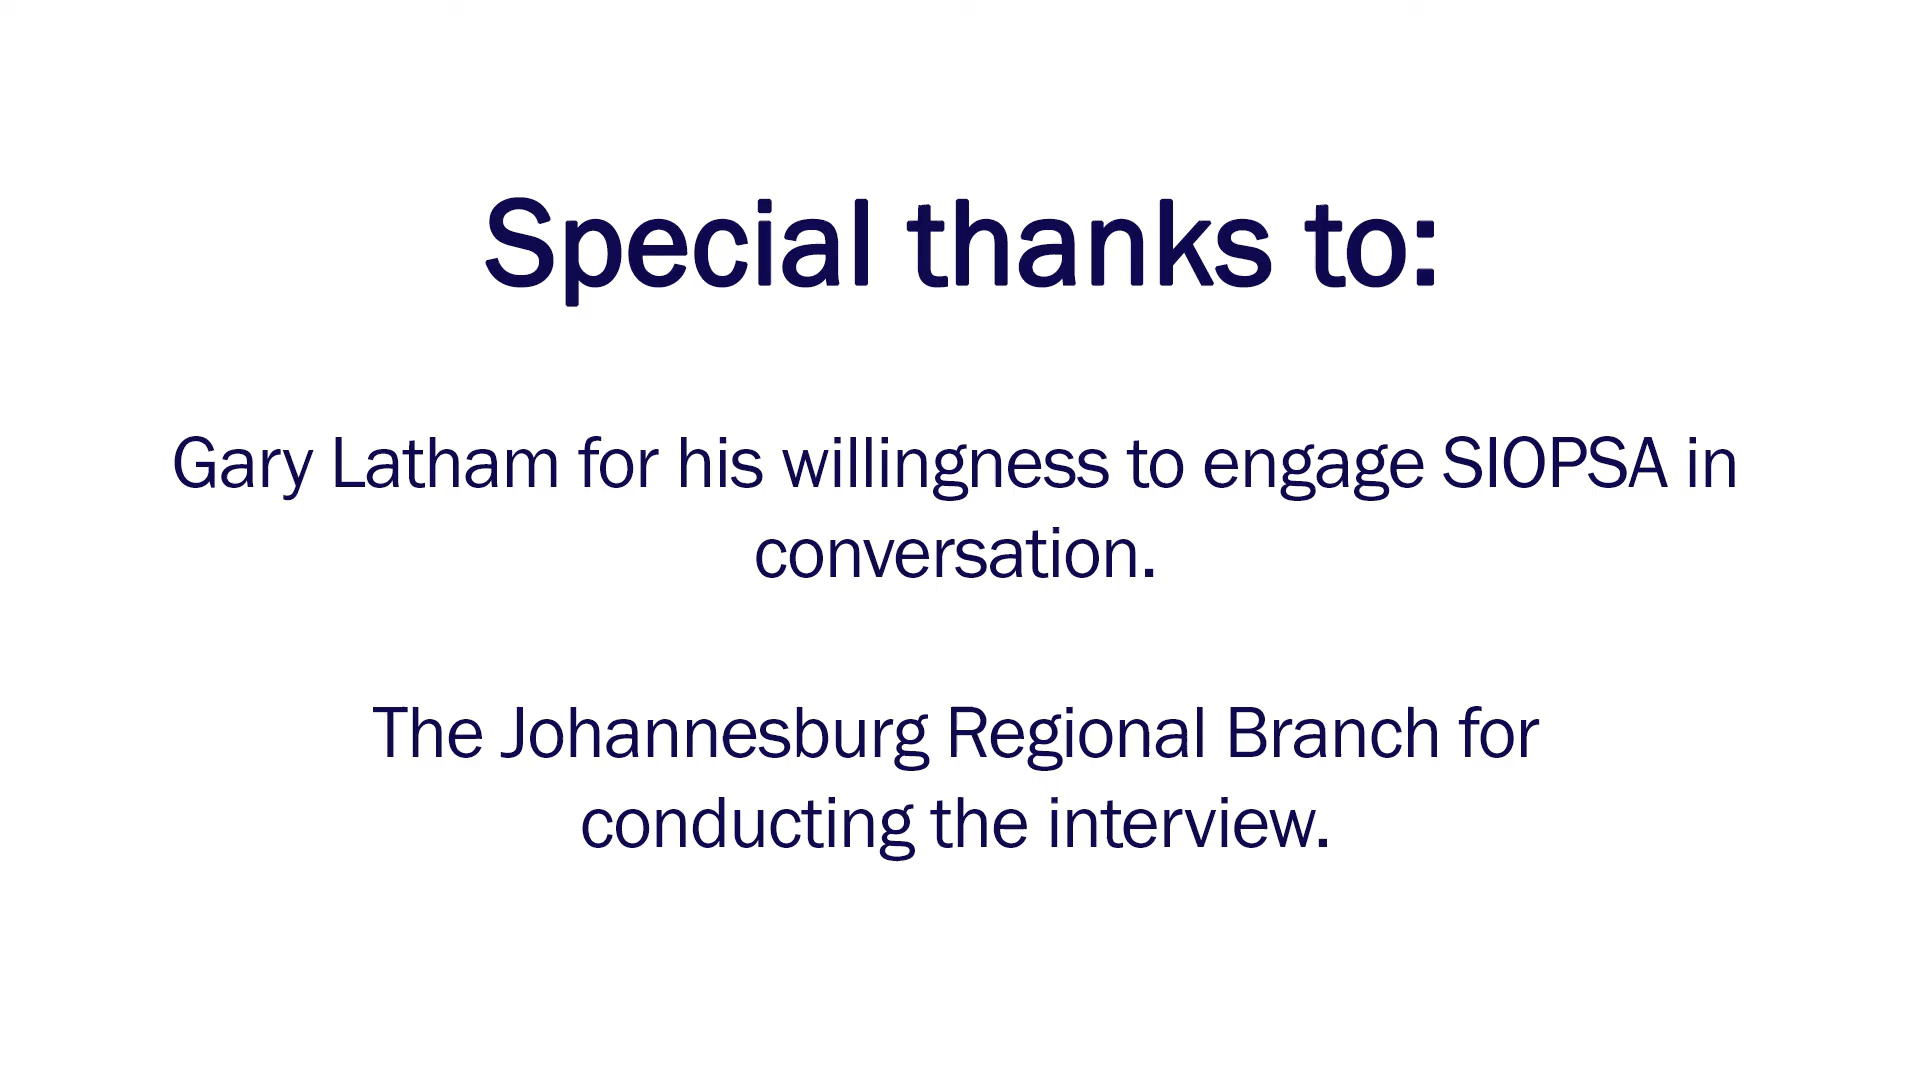 Special thanks to:
Gary Latham for his willingness to engage SIOPSA in
conversation.
The Johannesburg Regional Branch for
conducting the interview.